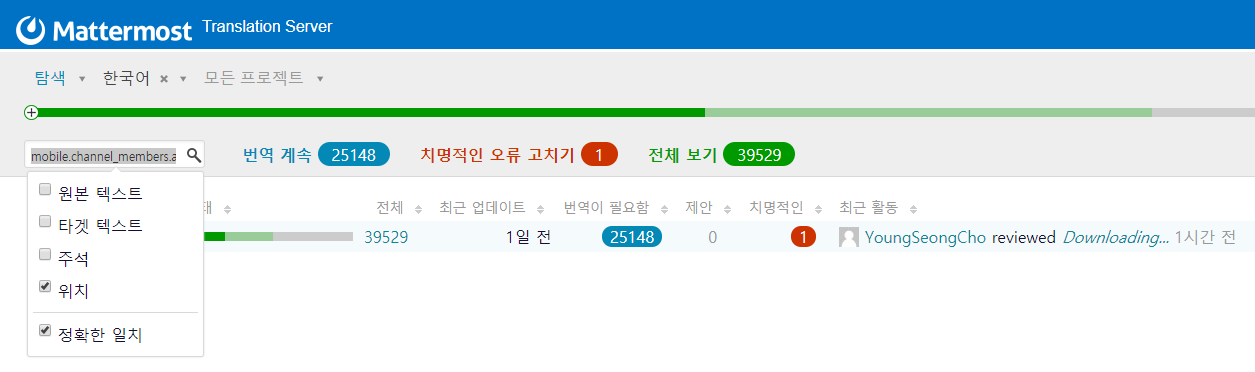 Mattermost Translation Server
탐색 한국어 모든 프로젝트
mobile.channel_members.a
번역 계속 25148 치명적인 오류 고치기 1 전체 보기 39529
원본 텍스트
타겟 텍스트
주석
위치
정확한 일치
전체 최근 업데이트 번역이 필요함 제안 치명적인 최근 활동
39529 1일 전 25148 0 1 YoungSeongCho reviewed Downloading... 1시간 전